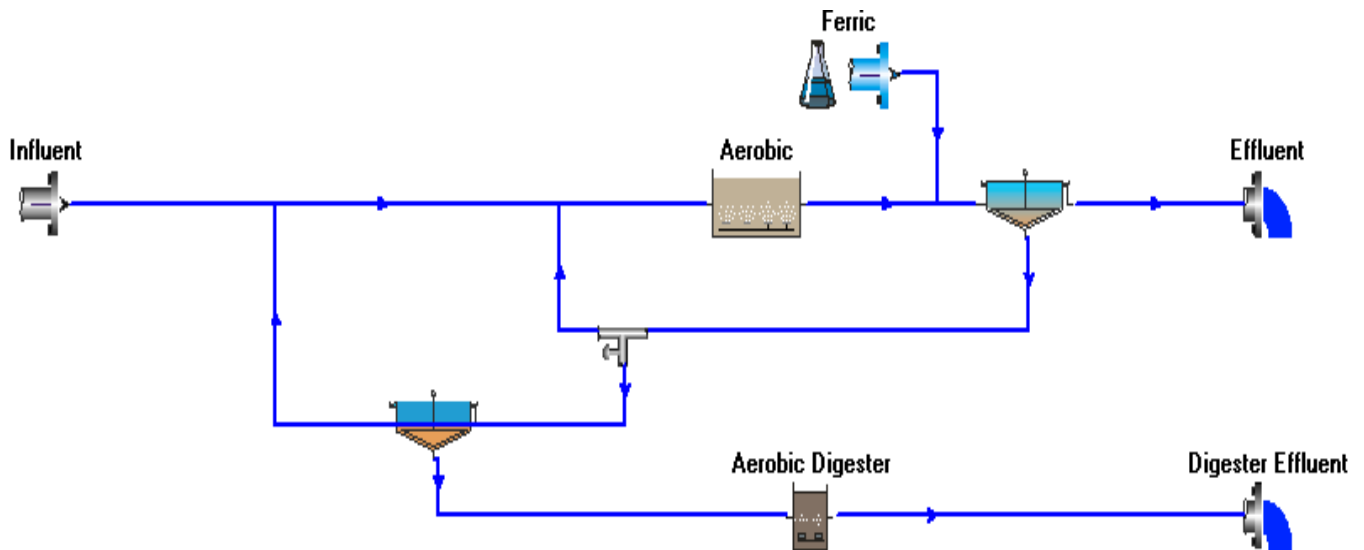 Ferric
Influent
Aerobic
Effluent
Aerobic Digester
Digester Effluent